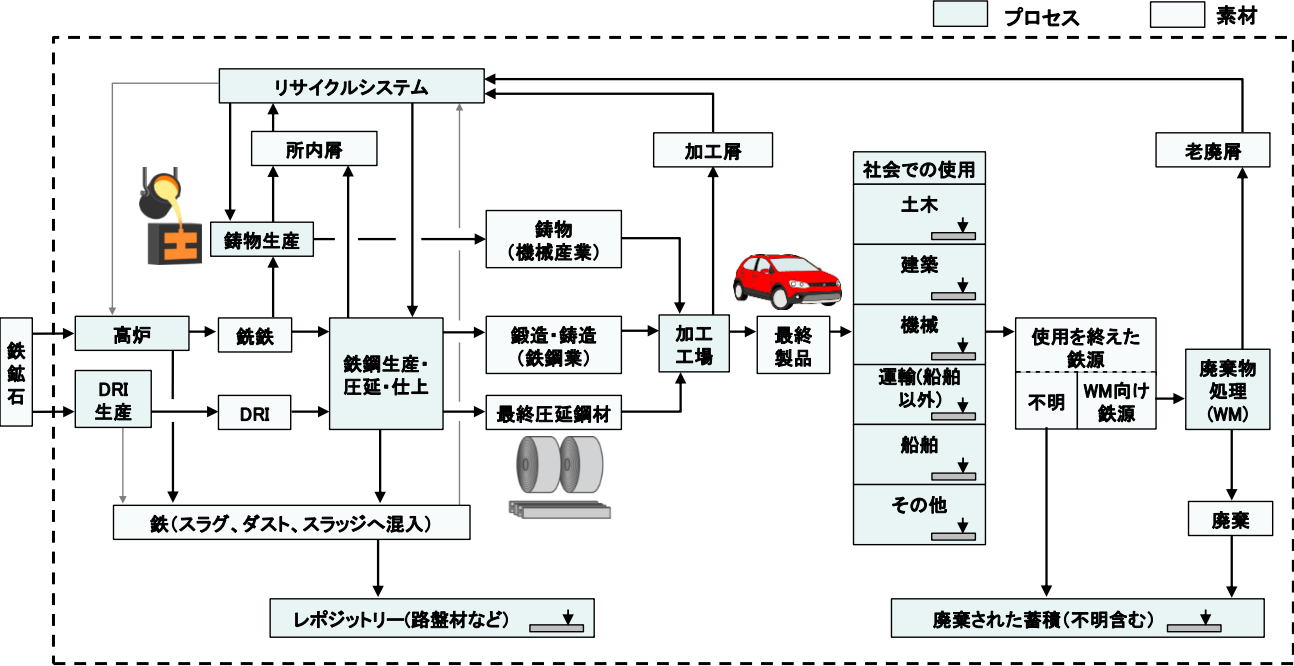 プロセス
素材
リサイクルシステム
所内屑
加工屑
老廃屑
社会での使用
土木
鋳物生産
鋳物
(機械産業)
建築
鉄鉱石
高炉
銑鉄
鉄鋼生産・
圧延・仕上
鍛造・鋳造
(鉄鋼業)
加工
工場
最終
製品
機械
使用を終えた
鉄源
不明
WM向け
鉄源
廃棄物
処理
(WM)
DRI
生産
DRI
最終圧延鋼材
運輸(船舶
以外)
船舶
その他
鉄(スラグ、ダスト、スラッジへ混入)
廃棄
レポジットリー(路盤材など)
廃棄された蓄積(不明含む)